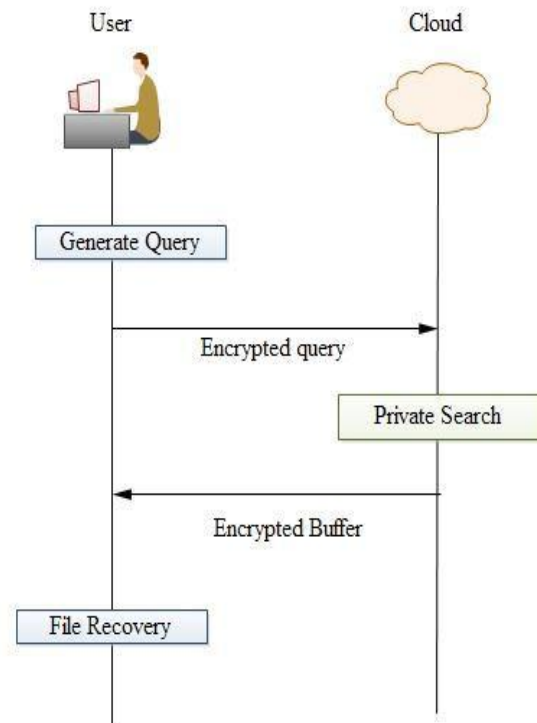 User
Cloud
Generate Query
Encrypted query
Private Search
Encrypted Buffer
File Recovery